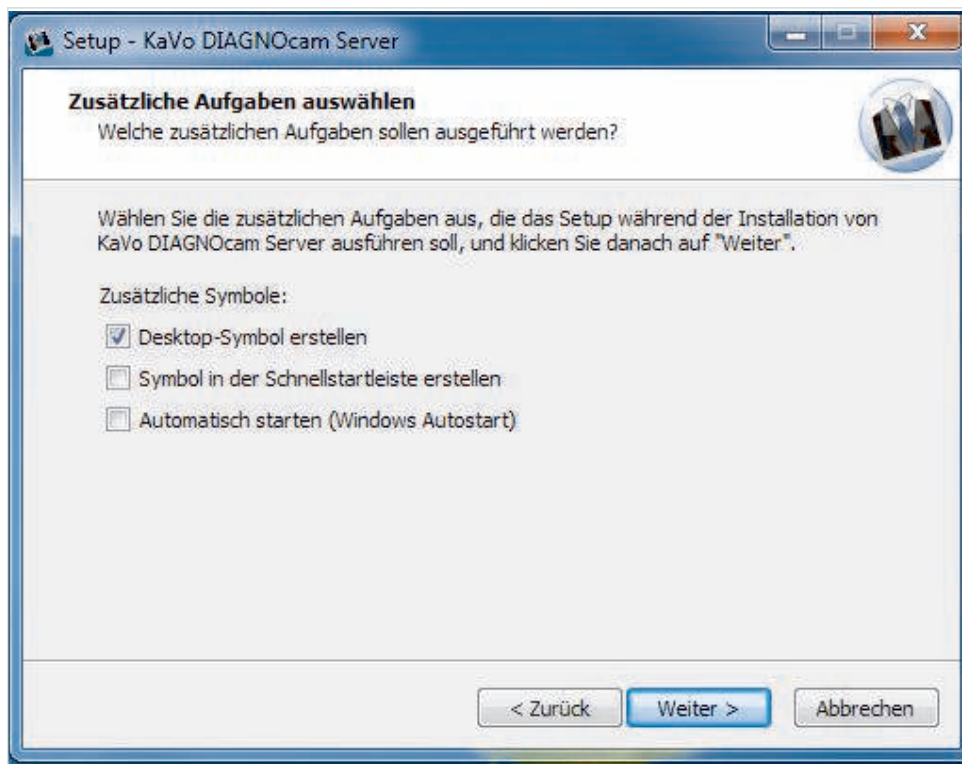 Setup - KaVo DIAGNOcam Server
Zusätzliche Aufgaben auswählen
Welche zusätzlichen Aufgaben sollen ausgeführt werden?
Wählen Sie die zusätzlichen Aufgaben aus, die das Setup während der Installation von
KaVo DIAGNOcam Server ausführen soll, und klicken Sie danach auf "Weiter".
Zusätzliche Symbole:
Desktop-Symbol erstellen
Symbol in der Schnellstartleiste erstellen
Automatisch starten (Windows Autostart)
< Zurück Weiter > Abbrechen